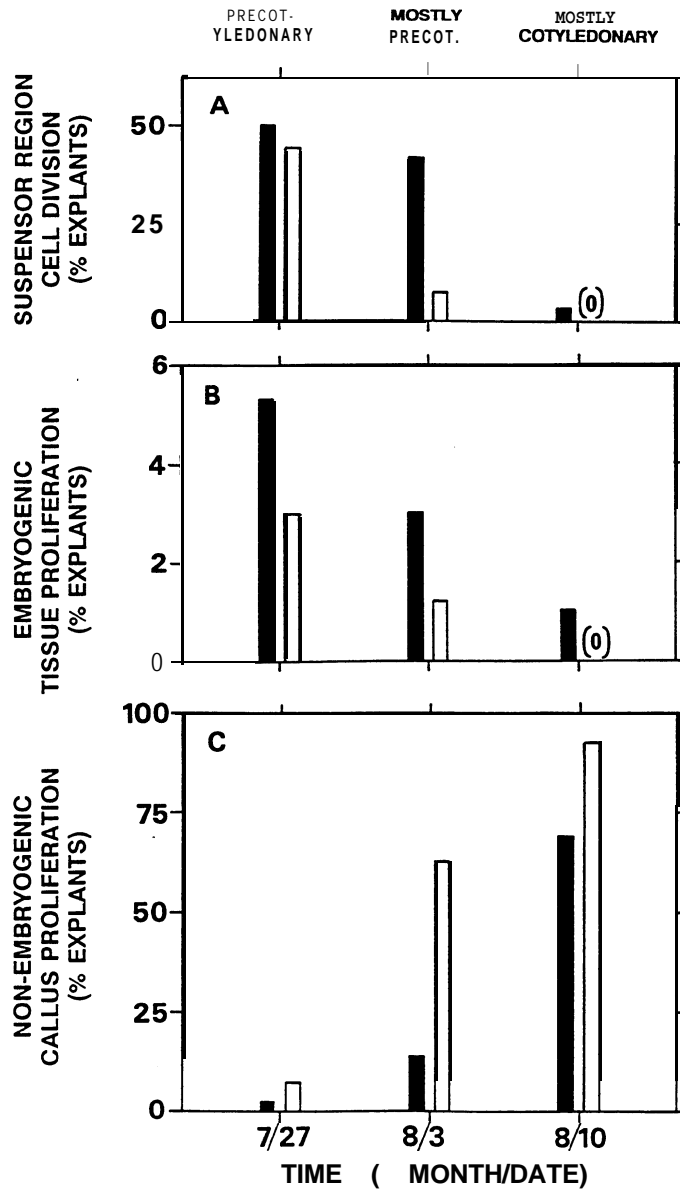 PRECOT-
YLEDONARY
MOSTLY
PRECOT.
MOSTLY
COTYLEDONARY
SUSPENSOR REGION
CELL DIVISION
(% EXPLANTS)
A
50
25
0
(0)
EMBRYOGENIC
TISSUE PROLIFERATION
(% EXPLANTS)
B
6
4
2
0
(0)
NON-EMBRYOGENIC
CALLUS PROLIFERATION
(% EXPLANTS)
C
100
75
50
25
0
7/27 8/3 8/10
TIME ( MONTH/DATE)